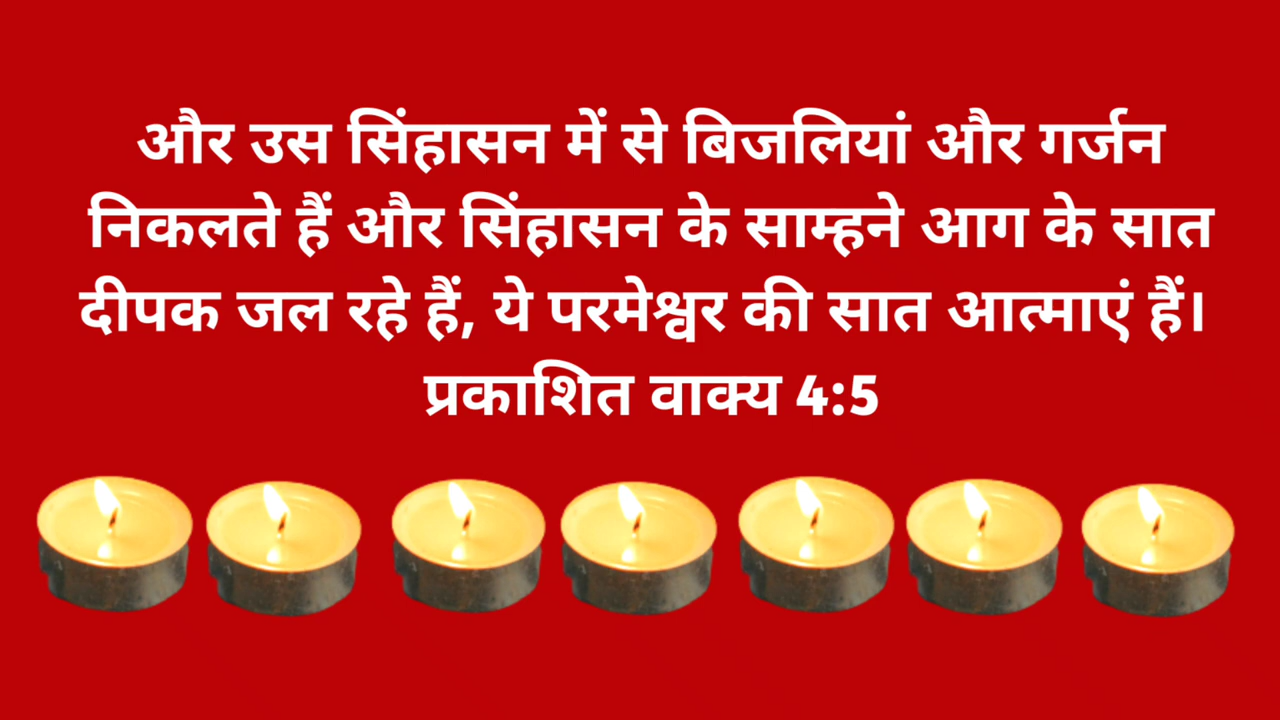 और उस सिंहासन में से बिजलियां और गर्जन
निकलते हैं और सिंहासन के साम्हने आग के सात
दीपक जल रहे हैं, ये परमेश्वर की सात आत्माएं हैं।
प्रकाशित वाक्य 4:5